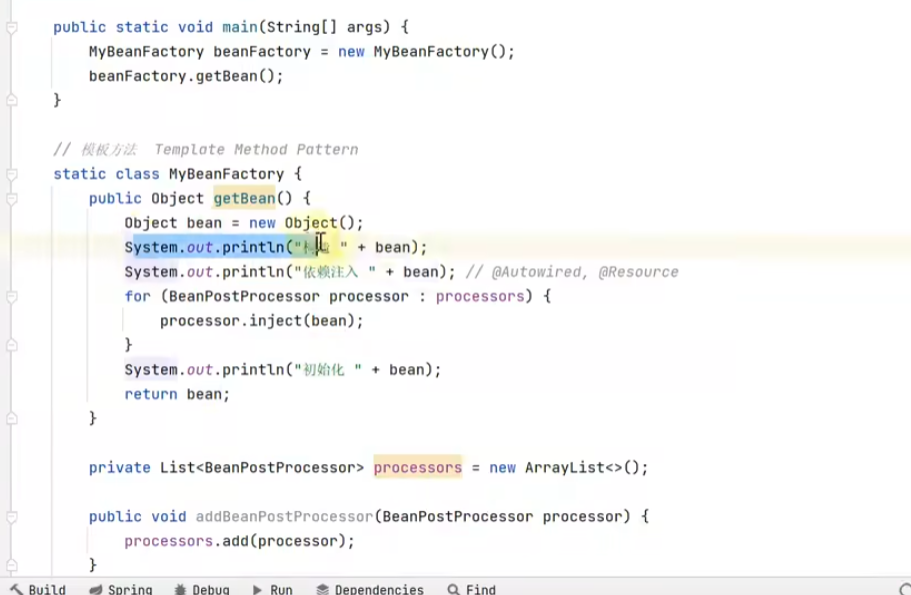 public static void main(String[] args) {
MyBeanFactory beanFactory = new MyBeanFactory();
beanFactory.getBean();
}
// 模板方法  Template Method Pattern
static class MyBeanFactory {
public Object getBean() {
Object bean = new Object();
System.out.println("构造 " + bean);
System.out.println("依赖注入 " + bean); // @Autowired, @Resource
for (BeanPostProcessor processor : processors) {
processor.inject(bean);
}
System.out.println("初始化 " + bean);
return bean;
}
private List<BeanPostProcessor> processors = new ArrayList<>();
public void addBeanPostProcessor(BeanPostProcessor processor) {
processors.add(processor);
}
Build Spring Debug Run Dependencies Find